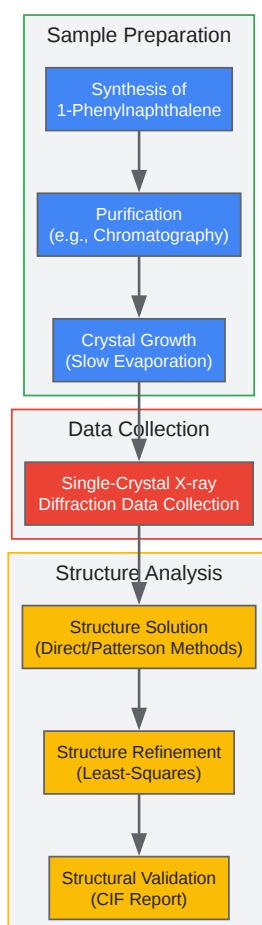 Sample Preparation
Synthesis of
1-Phenylnaphthalene
Purification
(e.g., Chromatography)
Crystal Growth
(Slow Evaporation)
Data Collection
Single-Crystal X-ray
Diffraction Data Collection
Structure Analysis
Structure Solution
(Direct/Patterson Methods)
Structure Refinement
(Least-Squares)
Structural Validation
(CIF Report)